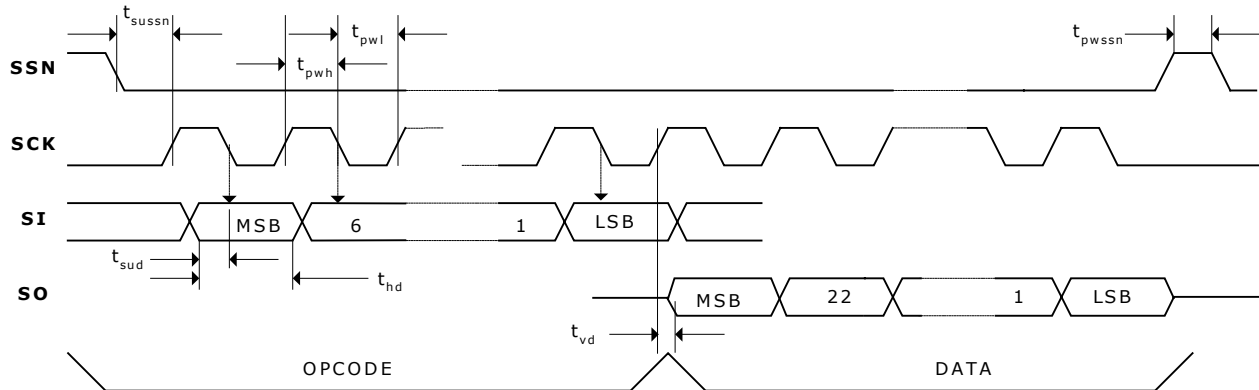 t_sussn
t_pwl
t_pwssn
SSN
t_pwh
SCK
SI MSB 6 1 LSB
t_sud
t_hd
SO MSB 22 1 LSB
t_vd
OPCODE DATA